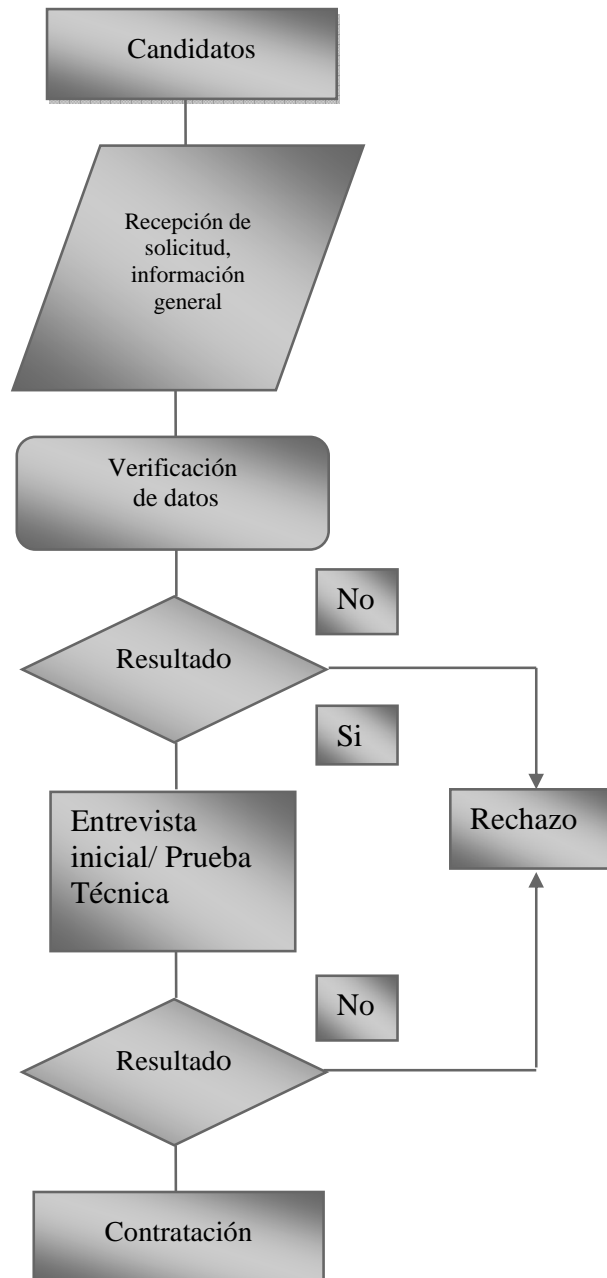 Candidatos
Recepción de
solicitud,
información
general
Verificación
de datos
No
Resultado
Si
Entrevista
inicial/ Prueba
Técnica
Rechazo
No
Resultado
Contratación